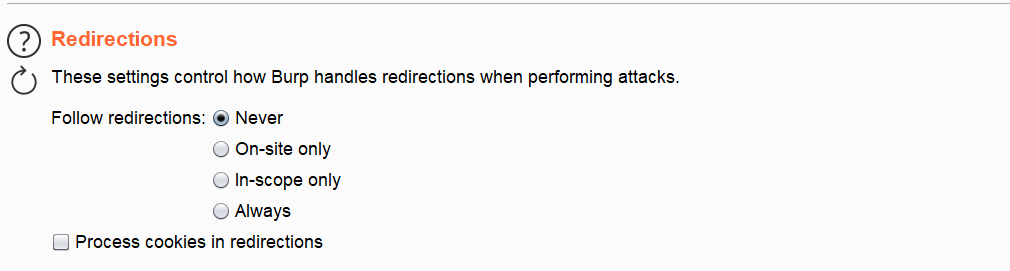 Redirections
These settings control how Burp handles redirections when performing attacks.
Follow redirections: Never
On-site only
In-scope only
Always
Process cookies in redirections